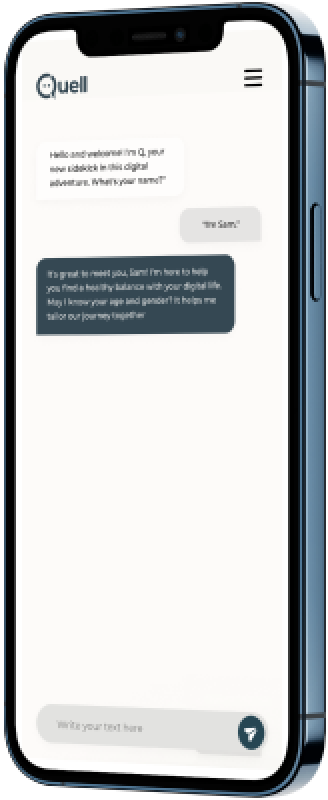 Quell
Hello and welcome! I'm Q, your
new sidekick in this digital
adventure. What's your name?"
"I'm Sam."
It's great to meet you, Sam! I'm here to help
you find a healthy balance with your digital life.
May I know your age and gender? It helps me
tailor our journey together
Write your text here